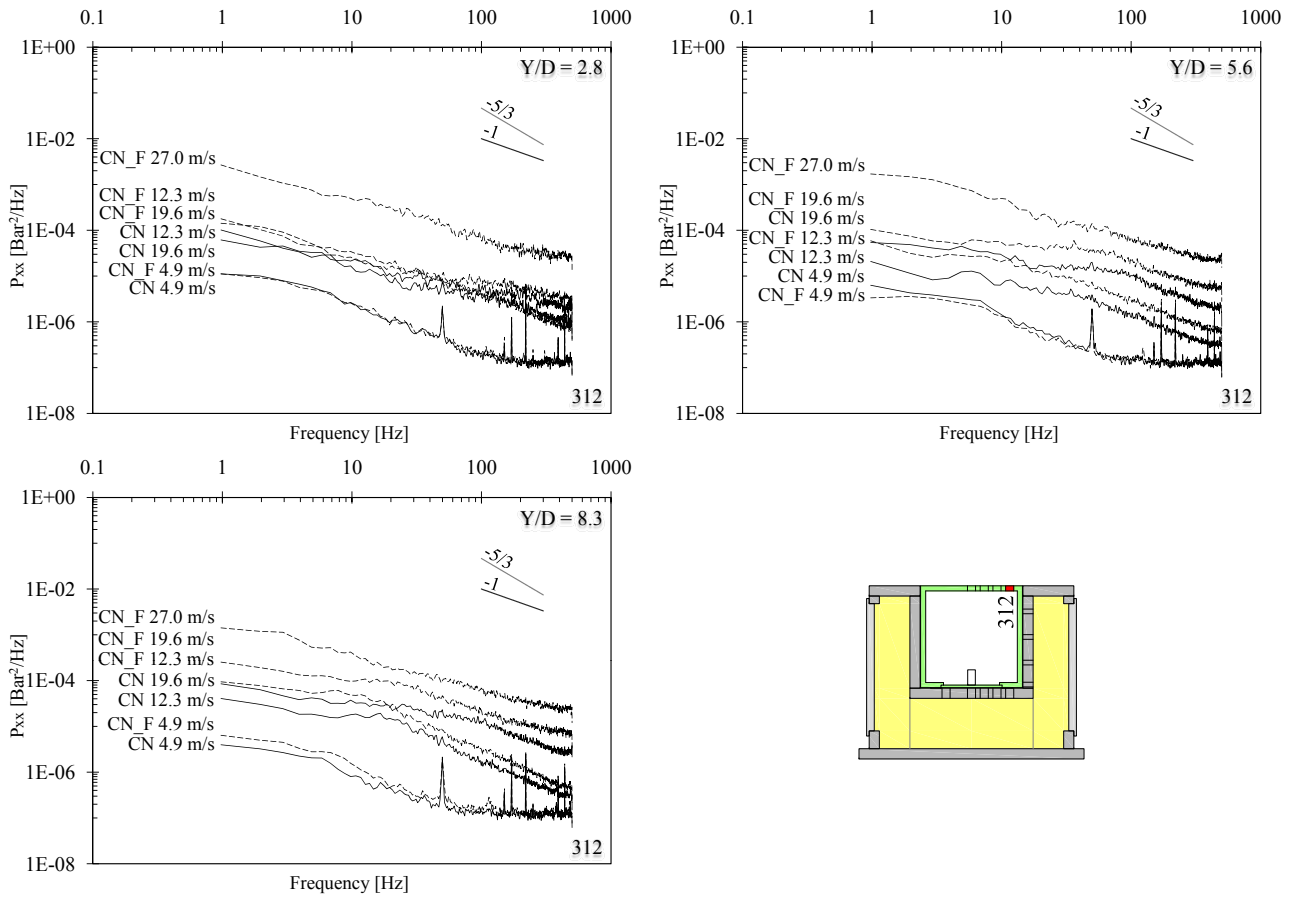 0.1 1 10 100 1000
1E+00
Y/D = 2.8
-5/3
1E-02
-1
CN_F 27.0 m/s
CN_F 12.3 m/s
CN_F 19.6 m/s
1E-04
CN 12.3 m/s
CN 19.6 m/s
CN_F 4.9 m/s
CN 4.9 m/s
1E-06
1E-08
312
Pxx [Bar²/Hz]
Frequency [Hz]
0.1 1 10 100 1000
1E+00
Y/D = 5.6
-5/3
1E-02
-1
CN_F 27.0 m/s
CN_F 19.6 m/s
CN 19.6 m/s
1E-04
CN_F 12.3 m/s
CN 12.3 m/s
CN 4.9 m/s
CN_F 4.9 m/s
1E-06
1E-08
312
Pxx [Bar²/Hz]
Frequency [Hz]
0.1 1 10 100 1000
1E+00
Y/D = 8.3
-5/3
1E-02
-1
CN_F 27.0 m/s
CN_F 19.6 m/s
CN_F 12.3 m/s
1E-04
CN 19.6 m/s
CN 12.3 m/s
CN_F 4.9 m/s
CN 4.9 m/s
1E-06
1E-08
312
Pxx [Bar²/Hz]
Frequency [Hz]
312